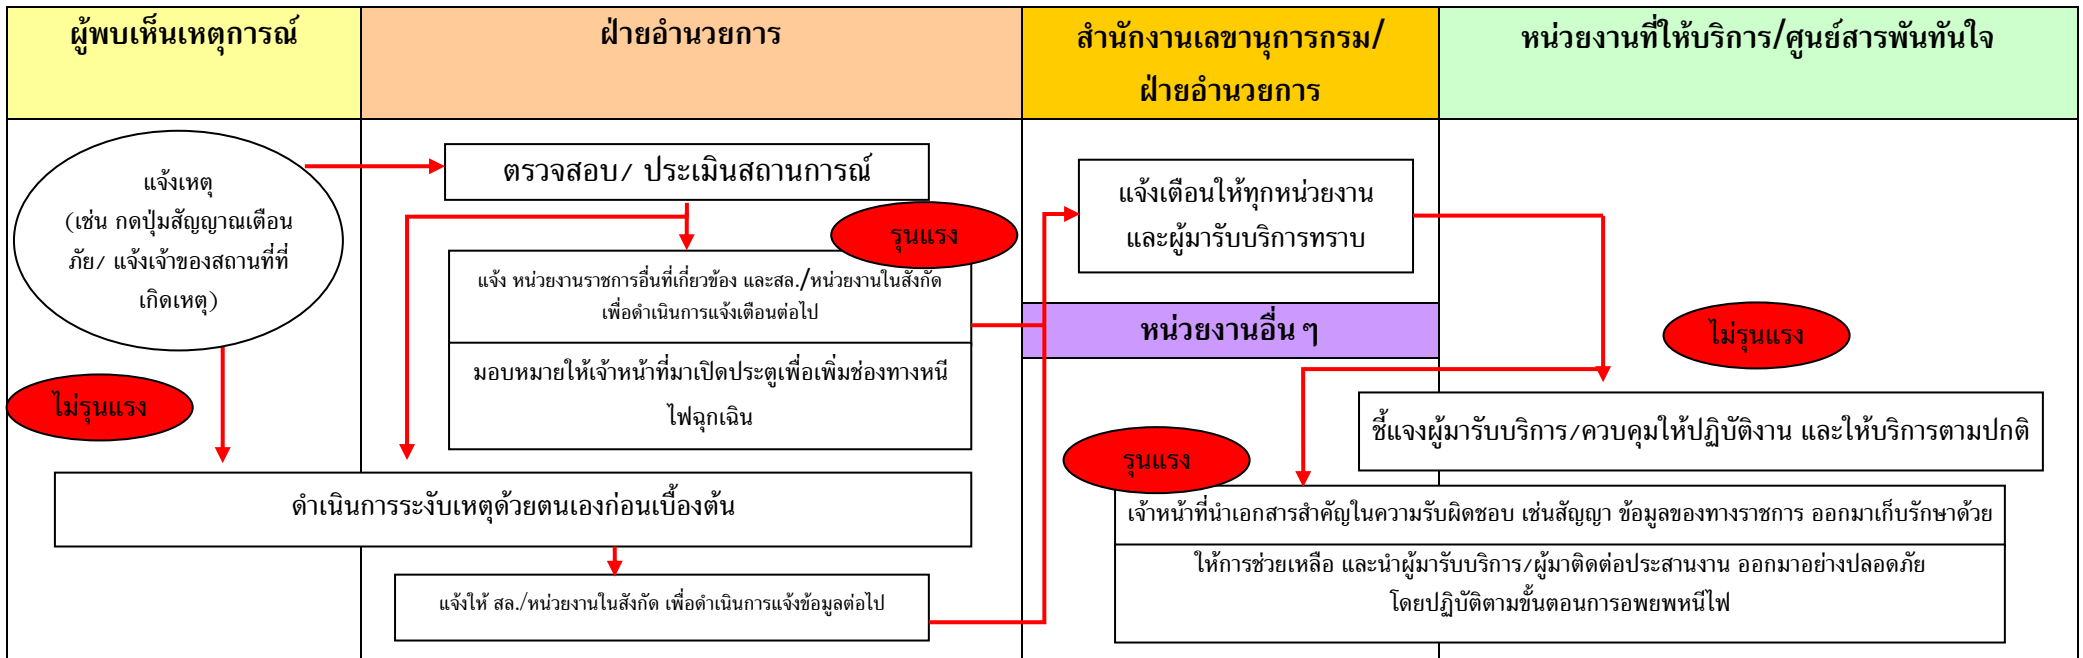 ผู้พบเห็นเหตุการณ์
ฝ่ายอำนวยการ
สำนักงานเลขานุการกรม/
ฝ่ายอำนวยการ
หน่วยงานที่ให้บริการ/ศูนย์สารพันทันใจ
แจ้งเหตุ
(เช่น กดปุ่มสัญญาณเตือน
ภัย/ แจ้งเจ้าของสถานที่ที่
เกิดเหตุ)
ไม่รุนแรง
ตรวจสอบ/ ประเมินสถานการณ์
รุนแรง
แจ้ง หน่วยงานราชการอื่นที่เกี่ยวข้อง และสล./หน่วยงานในสังกัด
เพื่อดำเนินการแจ้งเตือนต่อไป
มอบหมายให้เจ้าหน้าที่มาเปิดประตูเพื่อเพิ่มช่องทางหนี
ไฟฉุกเฉิน
ดำเนินการระงับเหตุด้วยตนเองก่อนเบื้องต้น
แจ้งให้ สล./หน่วยงานในสังกัด เพื่อดำเนินการแจ้งข้อมูลต่อไป
แจ้งเตือนให้ทุกหน่วยงาน
และผู้มารับบริการทราบ
หน่วยงานอื่น ๆ
ไม่รุนแรง
ชี้แจงผู้มารับบริการ/ควบคุมให้ปฏิบัติงาน และให้บริการตามปกติ
รุนแรง
เจ้าหน้าที่นำเอกสารสำคัญในความรับผิดชอบ เช่นสัญญา ข้อมูลของทางราชการ ออกมาเก็บรักษาด้วย
ให้การช่วยเหลือ และนำผู้มารับบริการ/ผู้มาติดต่อประสานงาน ออกมาอย่างปลอดภัย
โดยปฏิบัติตามขั้นตอนการอพยพหนีไฟ